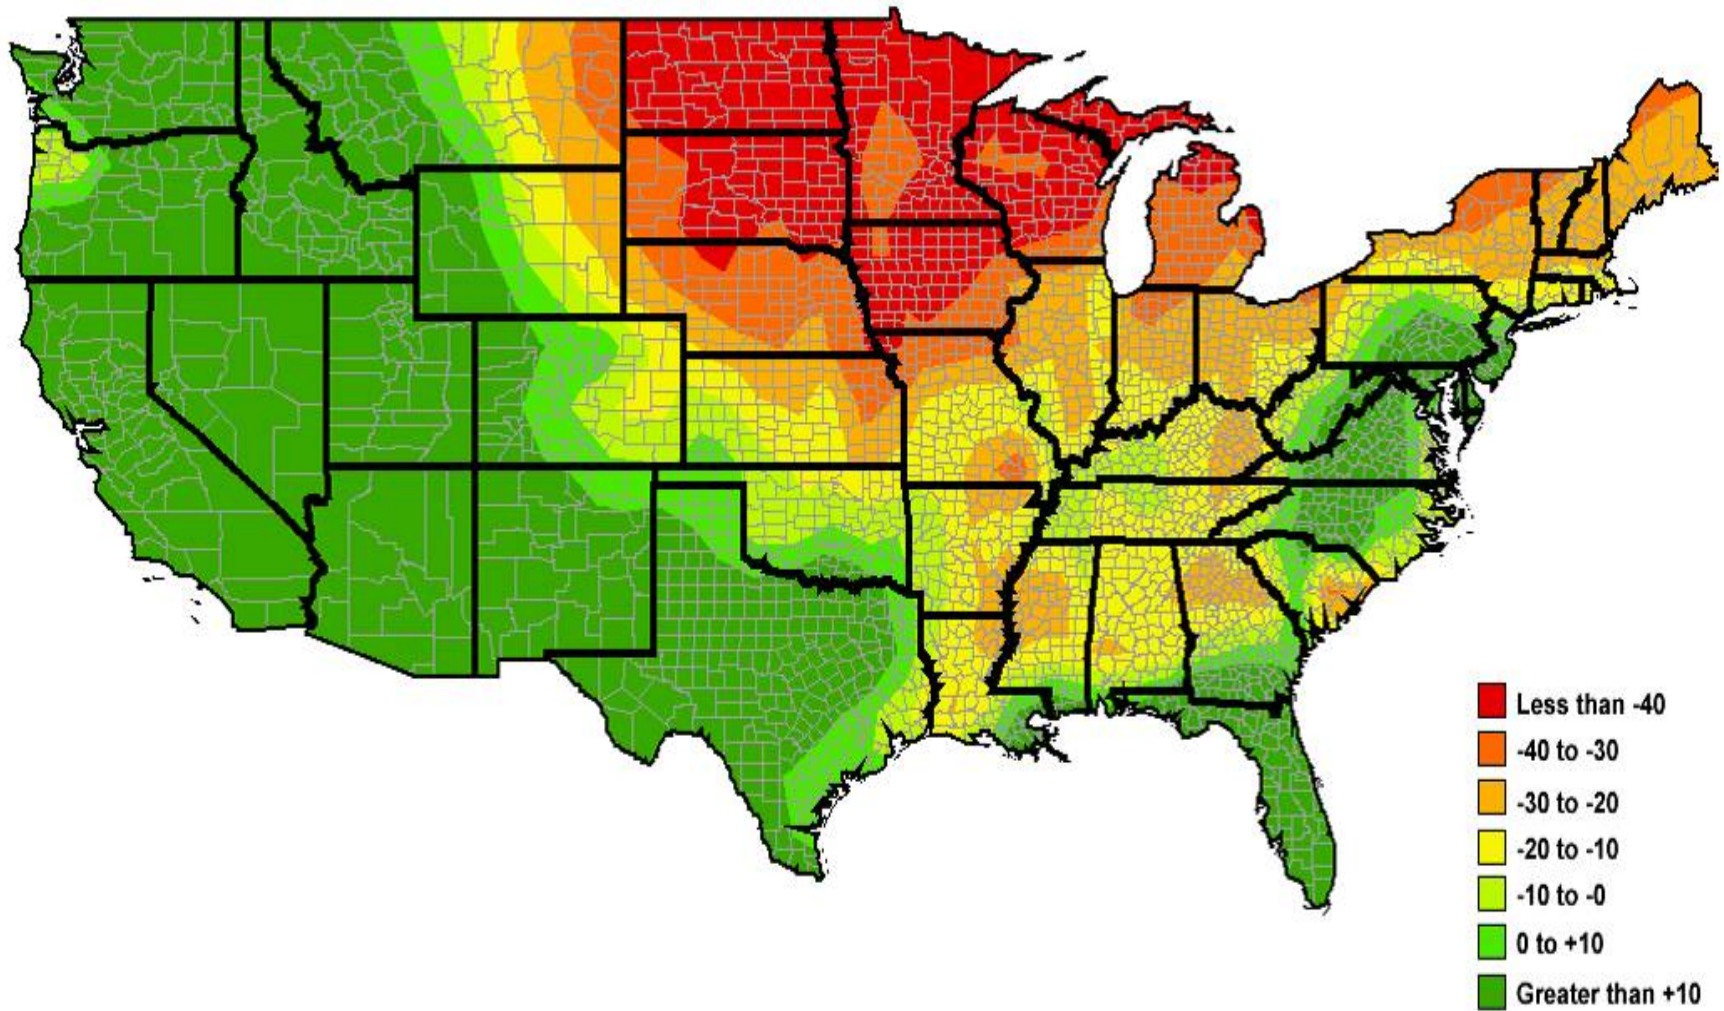 Less than -40
-40 to -30
-30 to -20
-20 to -10
-10 to -0
0 to +10
Greater than +10